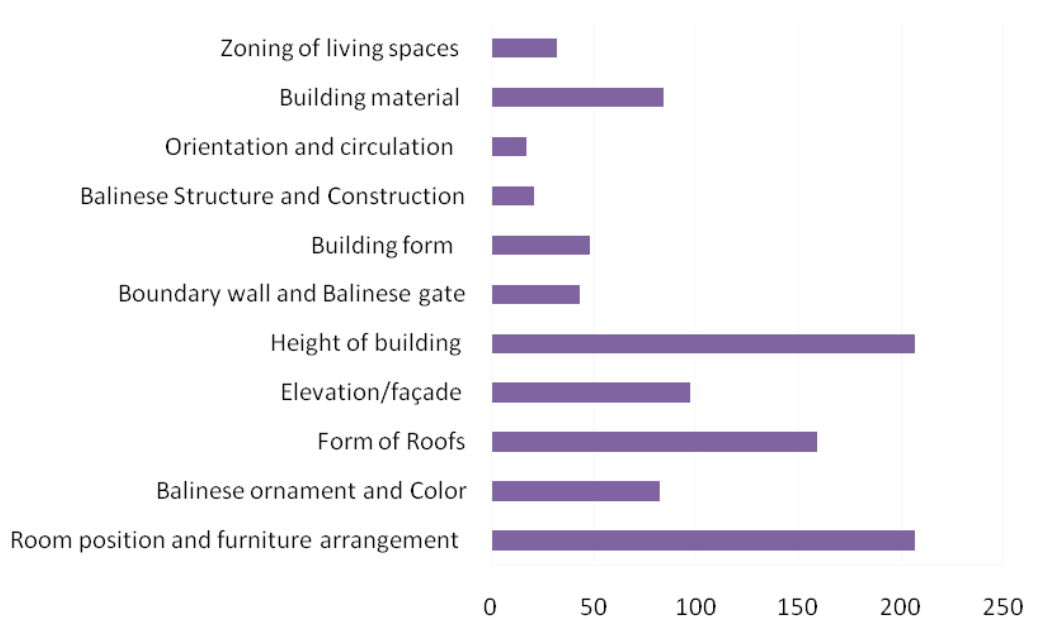 Zoning of living spaces
Building material
Orientation and circulation
Balinese Structure and Construction
Building form
Boundary wall and Balinese gate
Height of building
Elevation/façade
Form of Roofs
Balinese ornament and Color
Room position and furniture arrangement
0 50 100 150 200 250